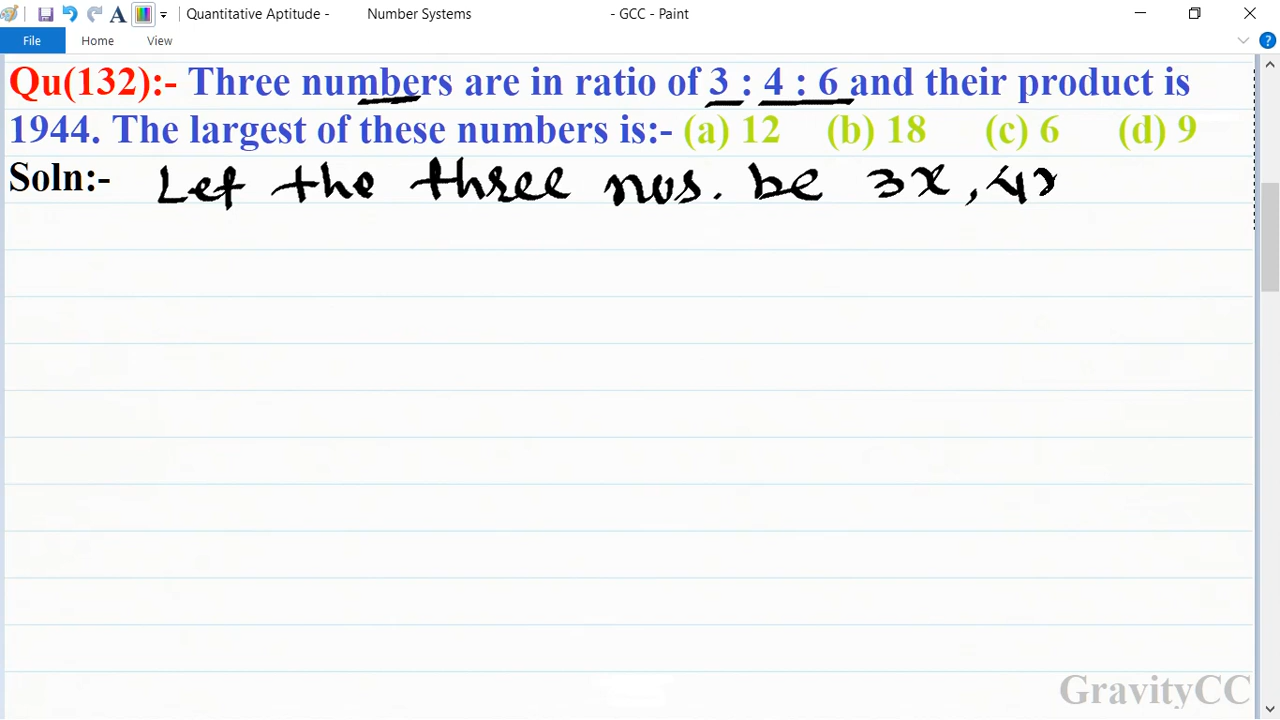 Quantitative Aptitude - Number Systems - GCC - Paint
File Home View
Qu(132):- Three numbers are in ratio of 3 : 4 : 6 and their product is
1944. The largest of these numbers is:- (a) 12 (b) 18 (c) 6 (d) 9
Soln:- Let the three nos. be 3x, 4x
GravityCC